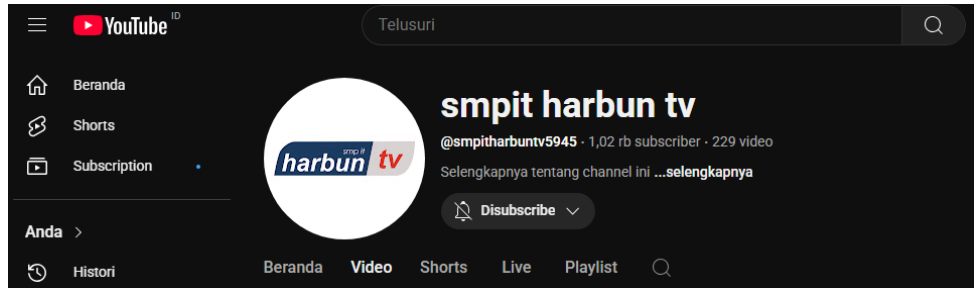 YouTube ID
Telusuri
Beranda
Shorts
Subscription
Anda
Histori
smp it
harbun tv
smpit harbun tv
@smpitharbuntv5945 · 1,02 rb subscriber · 229 video
Selengkapnya tentang channel ini ...selengkapnya
Disubscribe
Beranda Video Shorts Live Playlist